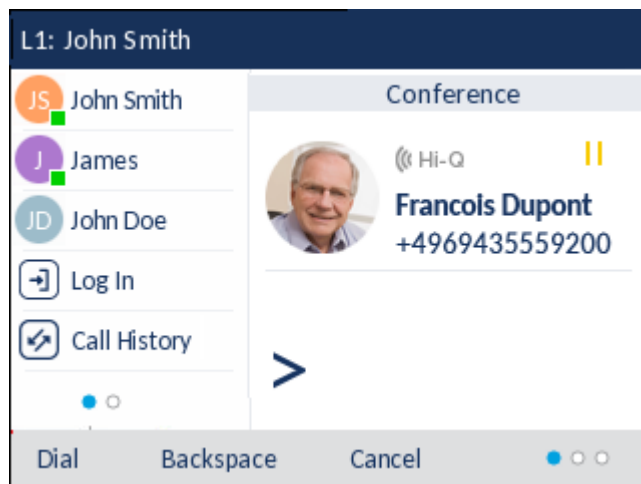 L1: John Smith
JS John Smith
J James
JD John Doe
Log In
Call History
Conference
Hi-Q
Francois Dupont
+4969435559200
>
Dial Backspace Cancel